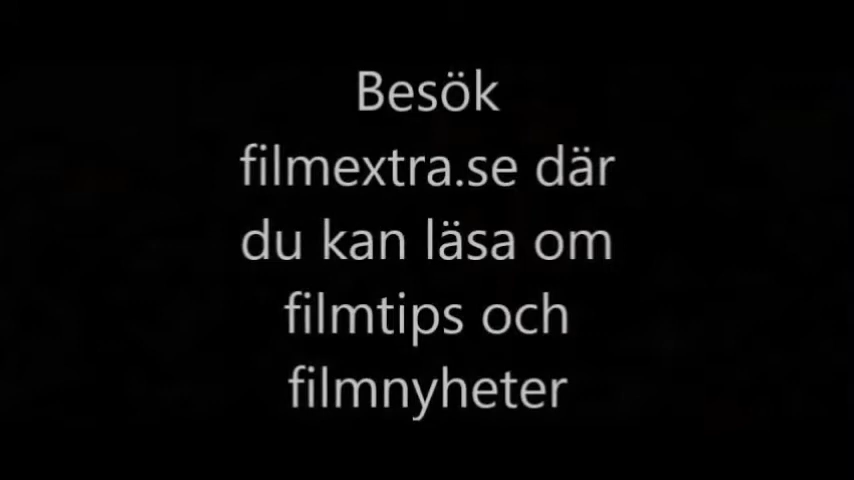 Besök
filmextra.se där
du kan läsa om
filmtips och
filmnyheter